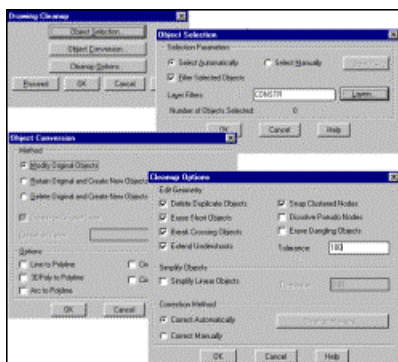 Drawing Cleanup
Object Selection...
Object Conversion...
Cleanup Options...
Proceed OK Cancel
Object Selection
Selection Parameters
Select Automatically Select Manually
Filter Selected Objects
Layer Filters: CONSTR Layers...
Number of Objects Selected: 0
OK Cancel Help
Object Conversion
Method
Modify Original Objects
Retain Original and Create New Objects
Delete Original and Create New Objects
Options
Line to Polyline
3DPoly to Polyline
Arc to Polyline
OK Cancel
Cleanup Options
Edit Geometry
Delete Duplicate Objects Snap Clustered Nodes
Erase Short Objects Dissolve Pseudo Nodes
Break Crossing Objects Erase Dangling Objects
Extend Undershoots Tolerance: 100
Simplify Objects
Simplify Linear Objects
Correction Method
Correct Automatically
Correct Manually
OK Cancel Help